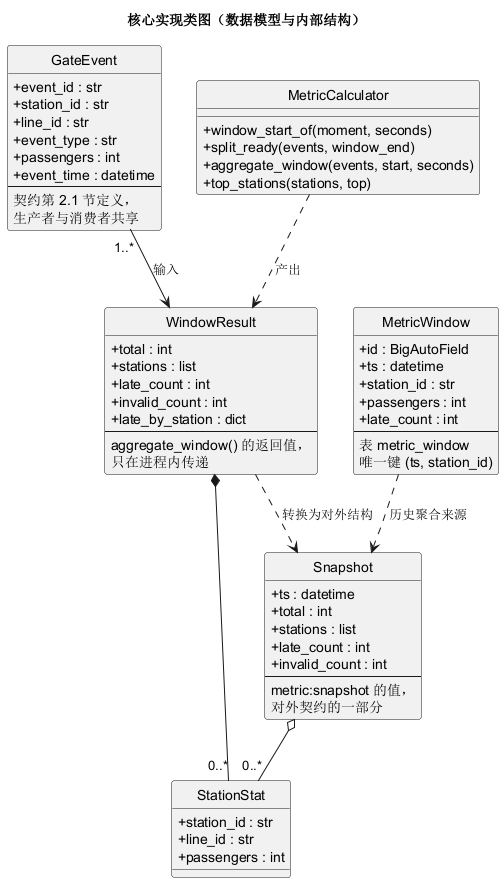 核心实现类图（数据模型与内部结构）
GateEvent
+event_id : str
+station_id : str
+line_id : str
+event_type : str
+passengers : int
+event_time : datetime
契约第 2.1 节定义，
生产者与消费者共享
MetricCalculator
+window_start_of(moment, seconds)
+split_ready(events, window_end)
+aggregate_window(events, start, seconds)
+top_stations(stations, top)
1..*
输入
产出
WindowResult
+total : int
+stations : list
+late_count : int
+invalid_count : int
+late_by_station : dict
aggregate_window() 的返回值，
只在进程内传递
MetricWindow
+id : BigAutoField
+ts : datetime
+station_id : str
+passengers : int
+late_count : int
表 metric_window
唯一键 (ts, station_id)
转换为对外结构
历史聚合来源
Snapshot
+ts : datetime
+total : int
+stations : list
+late_count : int
+invalid_count : int
metric:snapshot 的值，
对外契约的一部分
0..*
0..*
StationStat
+station_id : str
+line_id : str
+passengers : int